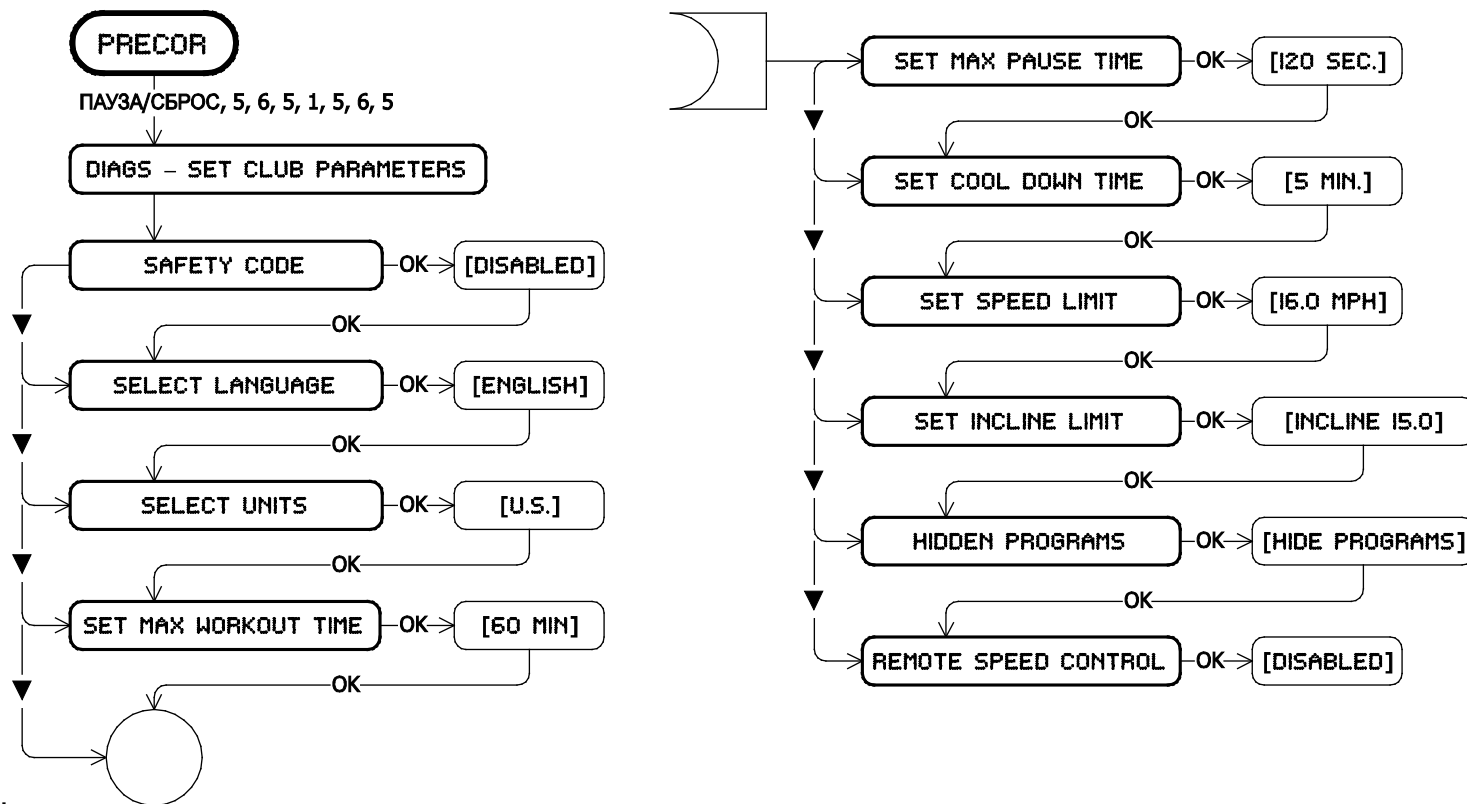 PRECOR
ПАУЗА/СБРОС, 5, 6, 5, 1, 5, 6, 5
DIAGS – SET CLUB PARAMETERS
SAFETY CODE
OK
[DISABLED]
OK
SELECT LANGUAGE
OK
[ENGLISH]
OK
SELECT UNITS
OK
[U.S.]
OK
SET MAX WORKOUT TIME
OK
[60 MIN]
OK
SET MAX PAUSE TIME
OK
[120 SEC.]
OK
SET COOL DOWN TIME
OK
[5 MIN.]
OK
SET SPEED LIMIT
OK
[16.0 MPH]
OK
SET INCLINE LIMIT
OK
[INCLINE 15.0]
OK
HIDDEN PROGRAMS
OK
[HIDE PROGRAMS]
OK
REMOTE SPEED CONTROL
OK
[DISABLED]